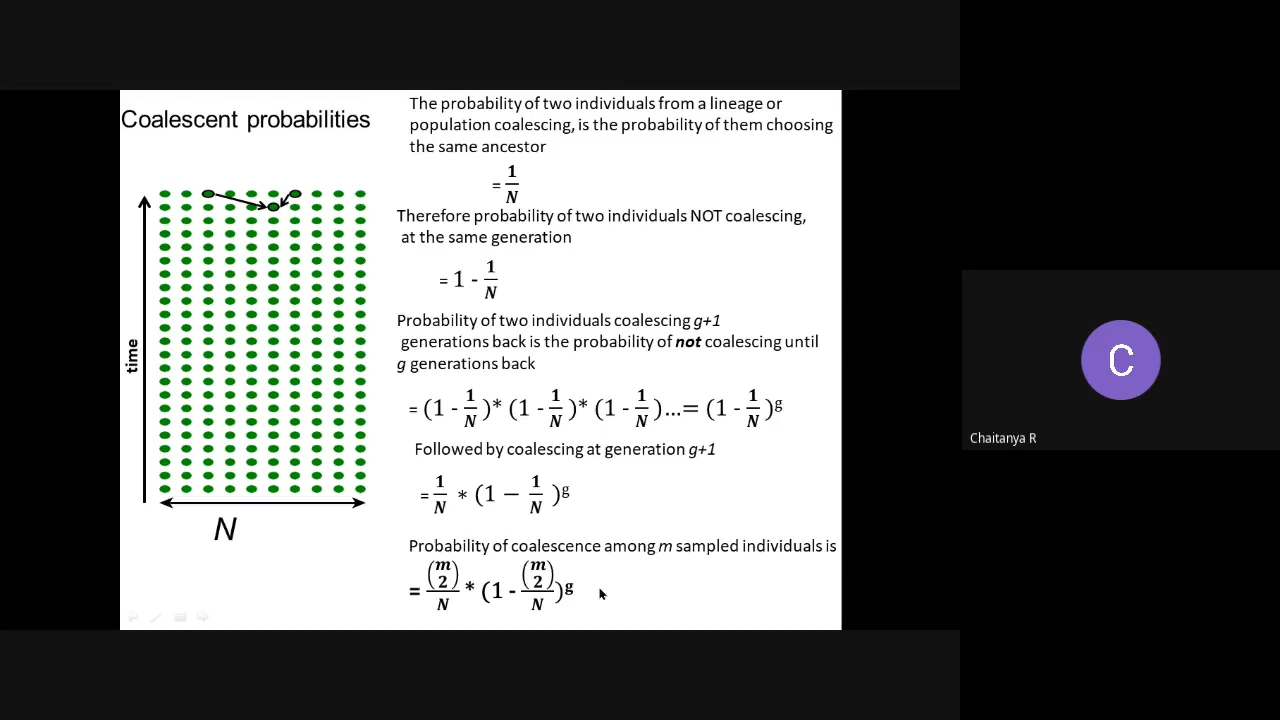 Coalescent probabilities
time
N
The probability of two individuals from a lineage or
population coalescing, is the probability of them choosing
the same ancestor
= 1/N
Therefore probability of two individuals NOT coalescing,
at the same generation
= 1 - 1/N
Probability of two individuals coalescing g+1
generations back is the probability of not coalescing until
g generations back
= (1 - 1/N)* (1 - 1/N)* (1 - 1/N)...= (1 - 1/N)^g
Followed by coalescing at generation g+1
= 1/N * (1 − 1/N )^g
Probability of coalescence among m sampled individuals is
= (m 2)/N * (1 - (m 2)/N)^g
C
Chaitanya R